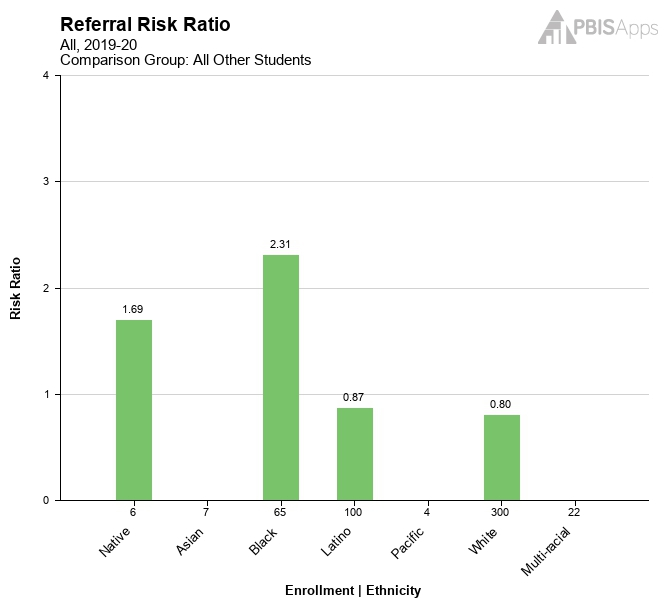 Referral Risk Ratio
All, 2019-20
Comparison Group: All Other Students
PBISApps
4
3
2
1
0
Risk Ratio
1.69
2.31
0.87
0.80
6
7
65
100
4
300
22
Native
Asian
Black
Latino
Pacific
White
Multi-racial
Enrollment | Ethnicity